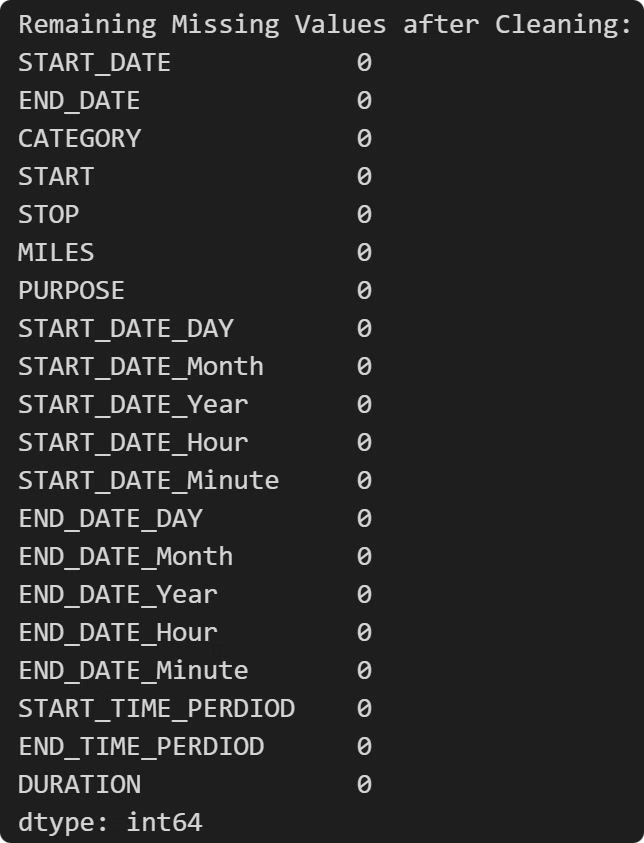 Remaining Missing Values after Cleaning:
START_DATE 0
END_DATE 0
CATEGORY 0
START 0
STOP 0
MILES 0
PURPOSE 0
START_DATE_DAY 0
START_DATE_Month 0
START_DATE_Year 0
START_DATE_Hour 0
START_DATE_Minute 0
END_DATE_DAY 0
END_DATE_Month 0
END_DATE_Year 0
END_DATE_Hour 0
END_DATE_Minute 0
START_TIME_PERDIOD 0
END_TIME_PERDIOD 0
DURATION 0
dtype: int64